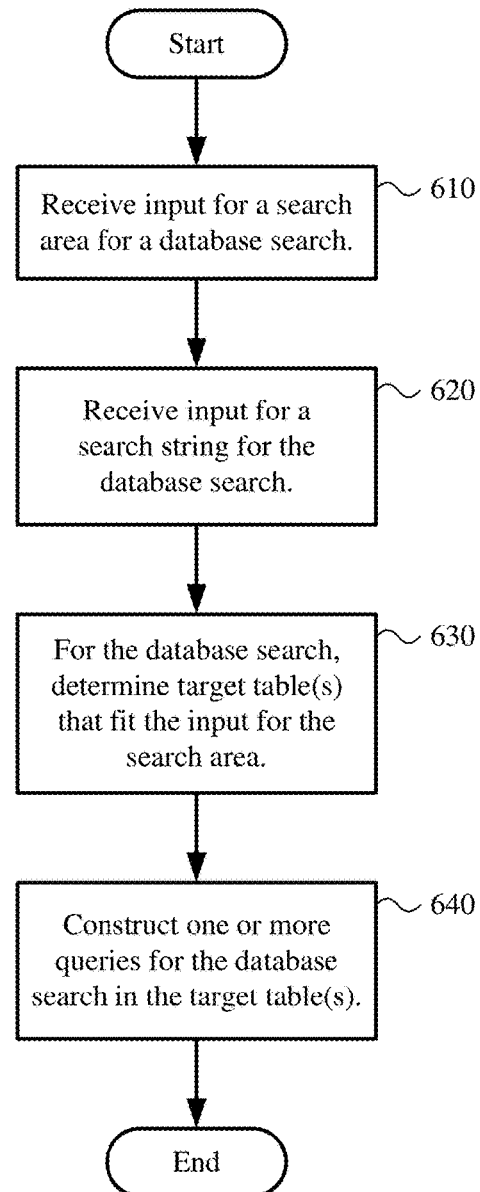 Start
Receive input for a search
area for a database search.
610
Receive input for a
search string for the
database search.
620
For the database search,
determine target table(s)
that fit the input for the
search area.
630
Construct one or more
queries for the database
search in the target table(s).
640
End